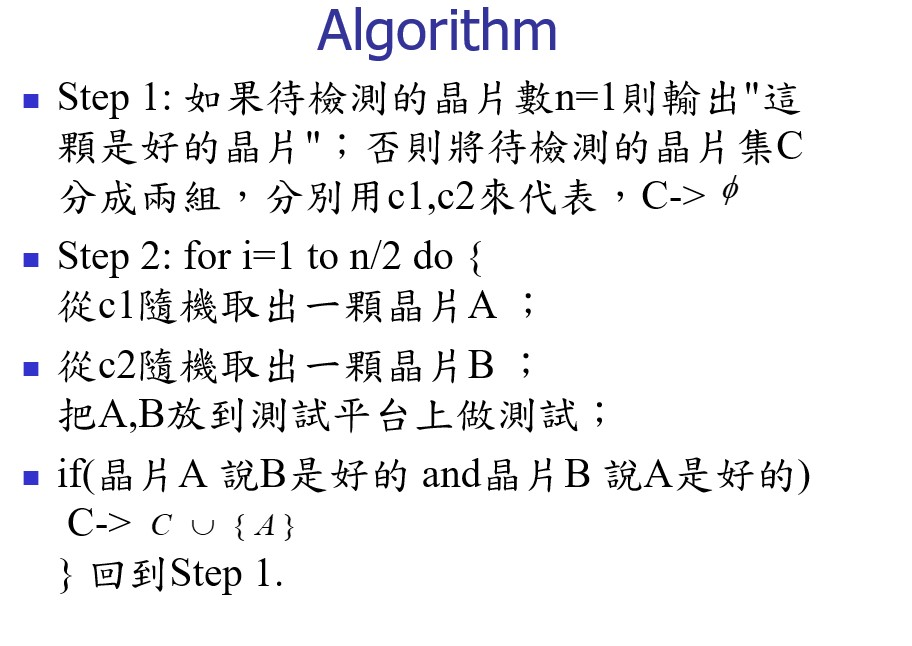 Algorithm
Step 1: 如果待檢測的晶片數n=1則輸出"這
顆是好的晶片"；否則將待檢測的晶片集C
分成兩組，分別用c1,c2來代表，C-> ϕ
Step 2: for i=1 to n/2 do {
從c1隨機取出一顆晶片A ；
從c2隨機取出一顆晶片B ；
把A,B放到測試平台上做測試；
if(晶片A 說B是好的 and晶片B 說A是好的)
C-> C ∪ { A }
} 回到Step 1.